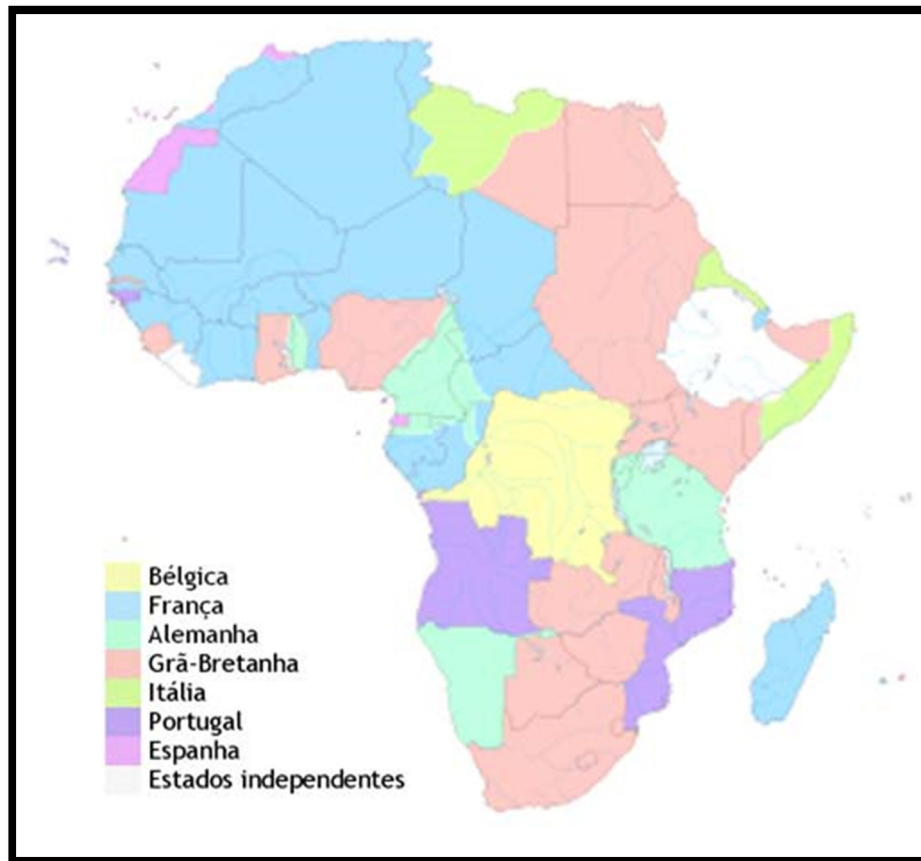 Bélgica
França
Alemanha
Grã-Bretanha
Itália
Portugal
Espanha
Estados independentes